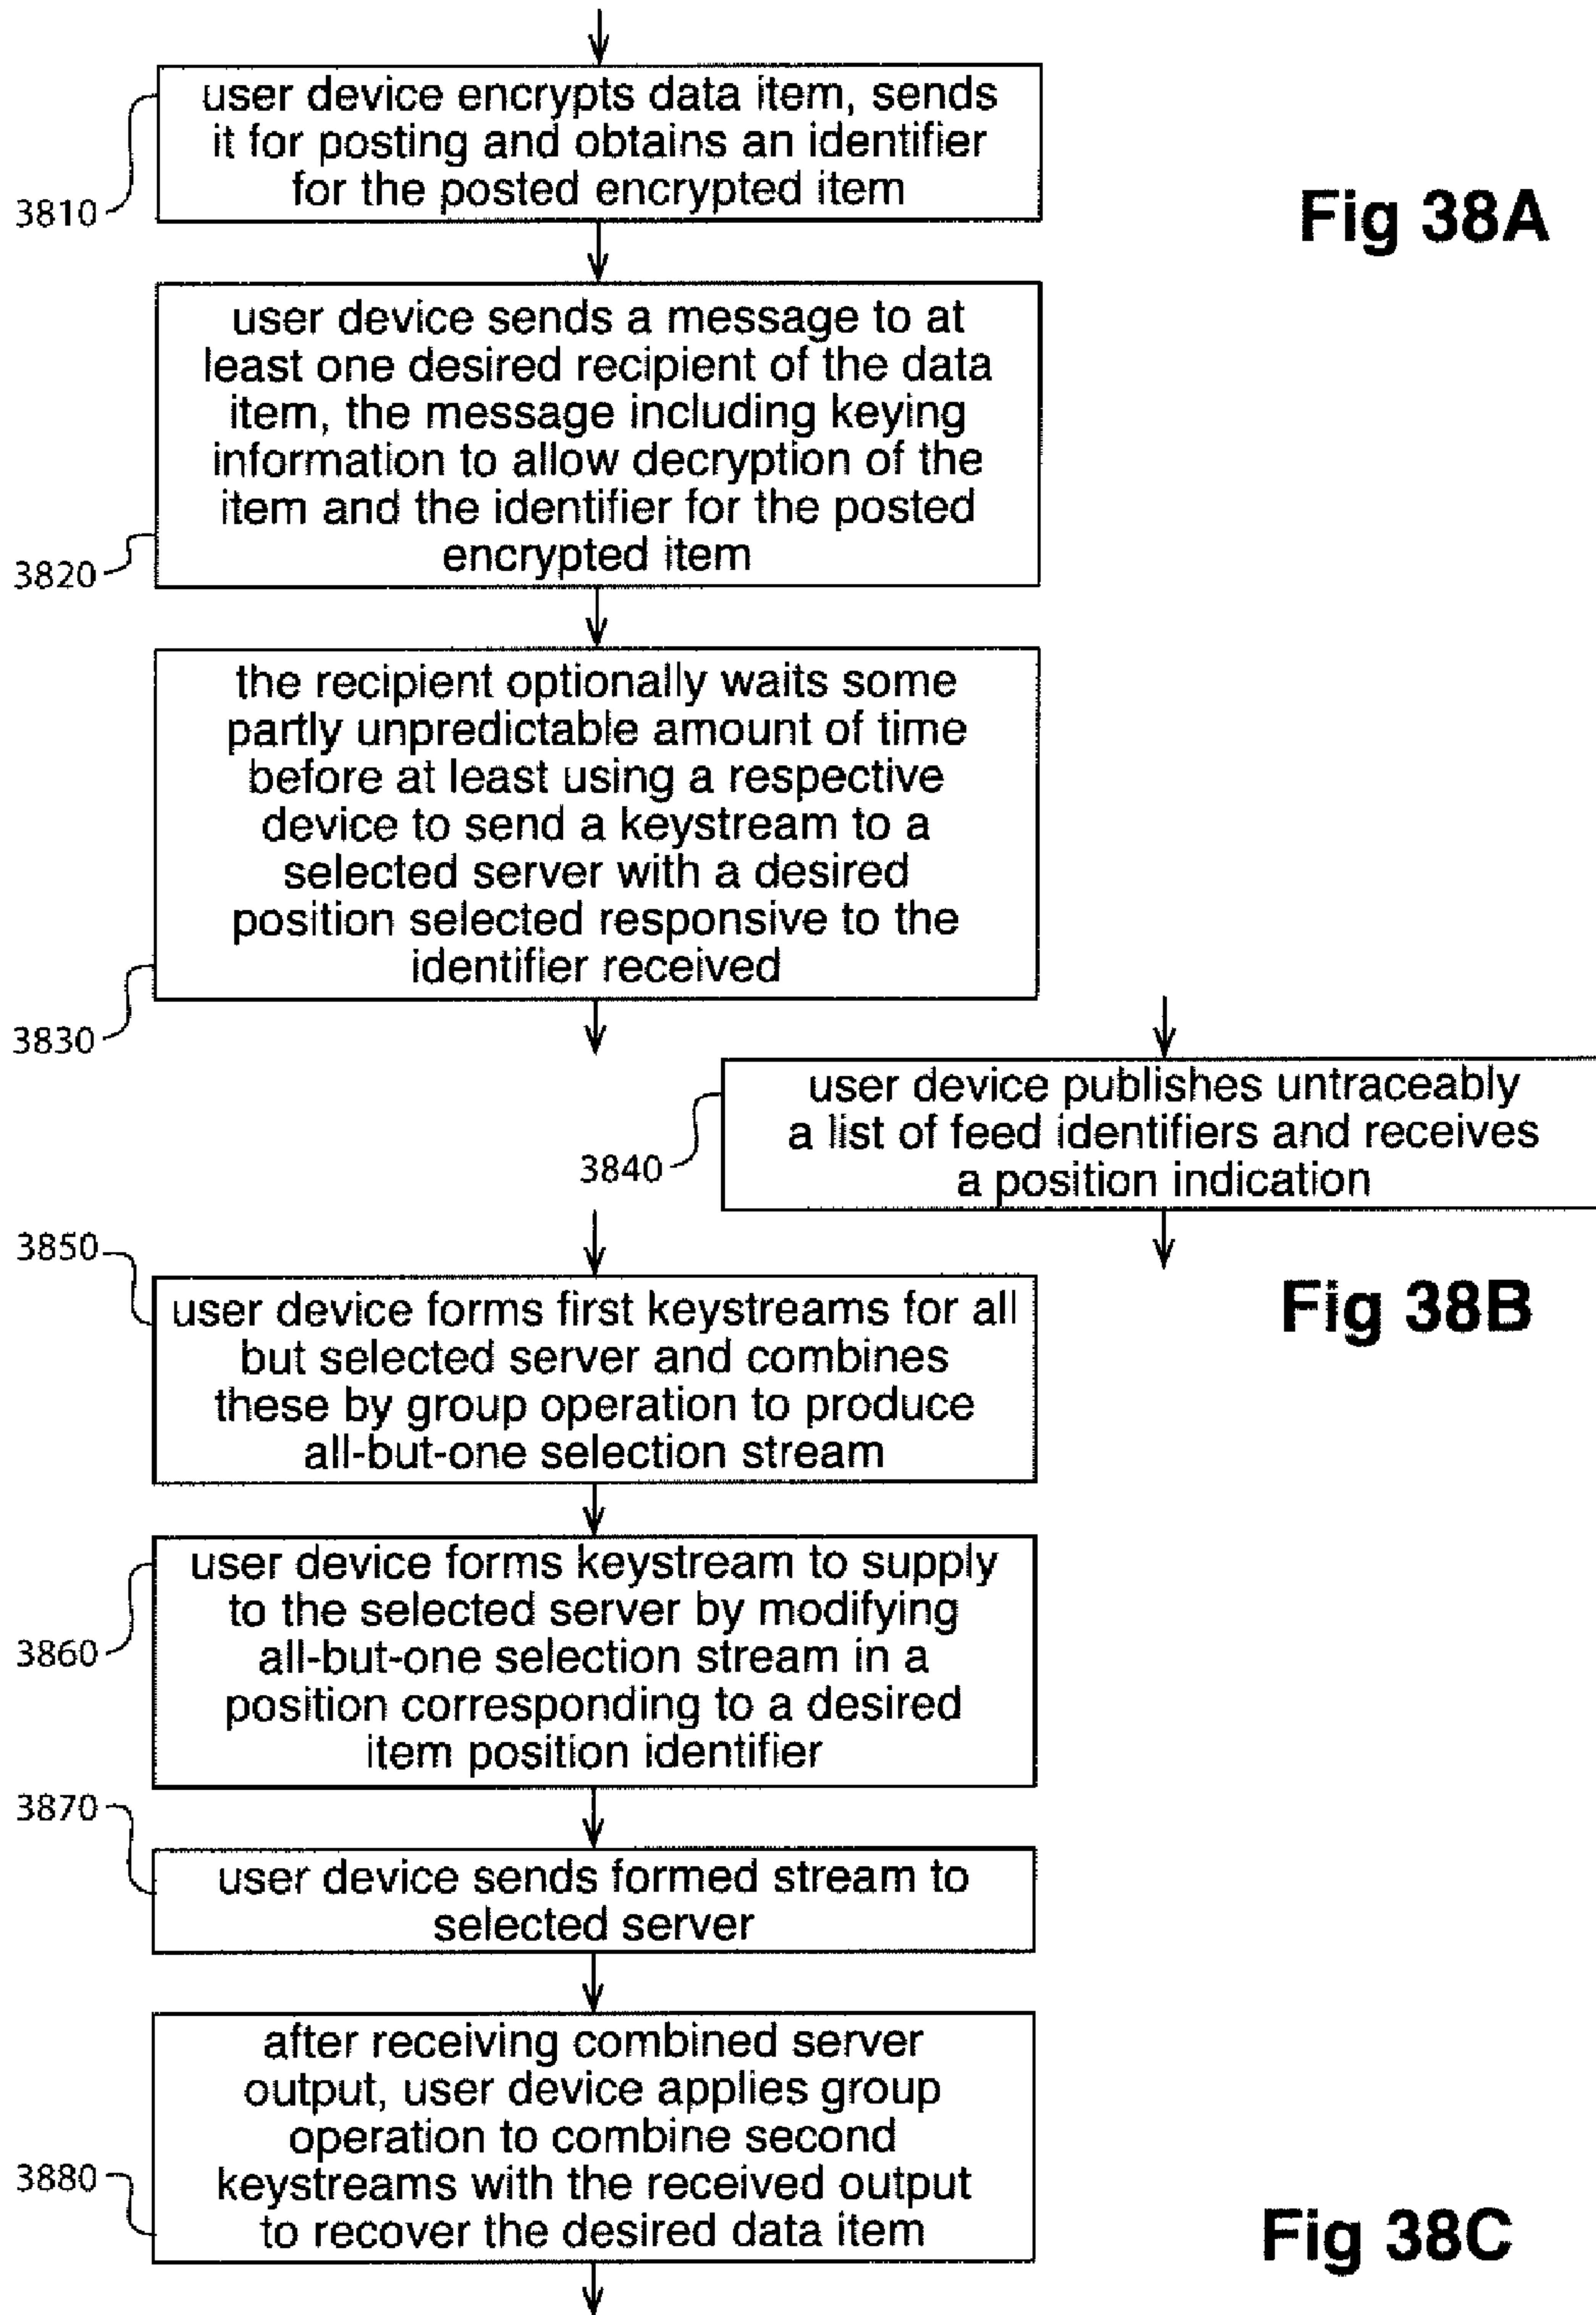 user device encrypts data item, sends
it for posting and obtains an identifier
for the posted encrypted item
3810
Fig 38A
user device sends a message to at
least one desired recipient of the data
item, the message including keying
information to allow decryption of the
item and the identifier for the posted
encrypted item
3820
the recipient optionally waits some
partly unpredictable amount of time
before at least using a respective
device to send a keystream to a
selected server with a desired
position selected responsive to the
identifier received
3830
user device publishes untraceably
a list of feed identifiers and receives
a position indication
3840
Fig 38B
3850
user device forms first keystreams for all
but selected server and combines
these by group operation to produce
all-but-one selection stream
user device forms keystream to supply
to the selected server by modifying
all-but-one selection stream in a
position corresponding to a desired
item position identifier
3860
3870
user device sends formed stream to
selected server
after receiving combined server
output, user device applies group
operation to combine second
keystreams with the received output
to recover the desired data item
3880
Fig 38C